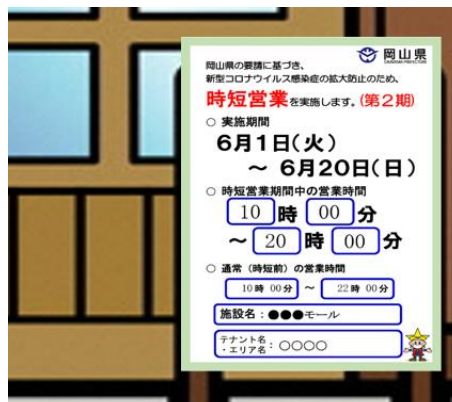 岡山県
岡山県の要請に基づき、
新型コロナウイルス感染症の拡大防止のため、
時短営業を実施します。(第2期)
○ 実施期間
6月1日(火)
～ 6月20日(日)
○ 時短営業期間中の営業時間
10 時 00 分
～ 20 時 00 分
○ 通常（時短前）の営業時間
10時 00分 ～ 22時 00分
施設名：●●●モール
テナント名
・エリア名：○○○○